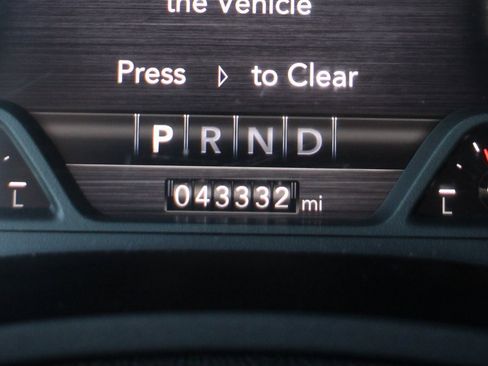 the Vehicle
Press ▷ to Clear
P R N D
043332 mi
L L